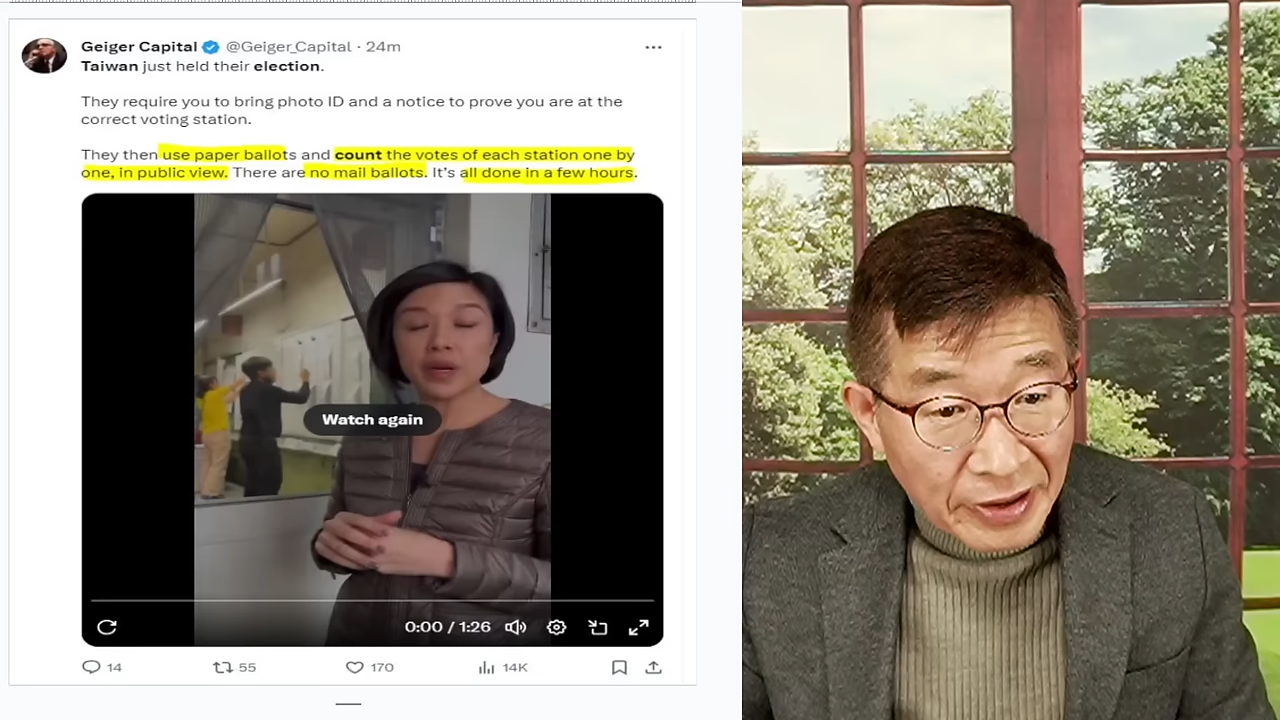 Geiger Capital @Geiger_Capital · 24m
Taiwan just held their election.
They require you to bring photo ID and a notice to prove you are at the
correct voting station.
They then use paper ballots and count the votes of each station one by
one, in public view. There are no mail ballots. It's all done in a few hours.
Watch again
0:00 / 1:26
14 55 170 14K